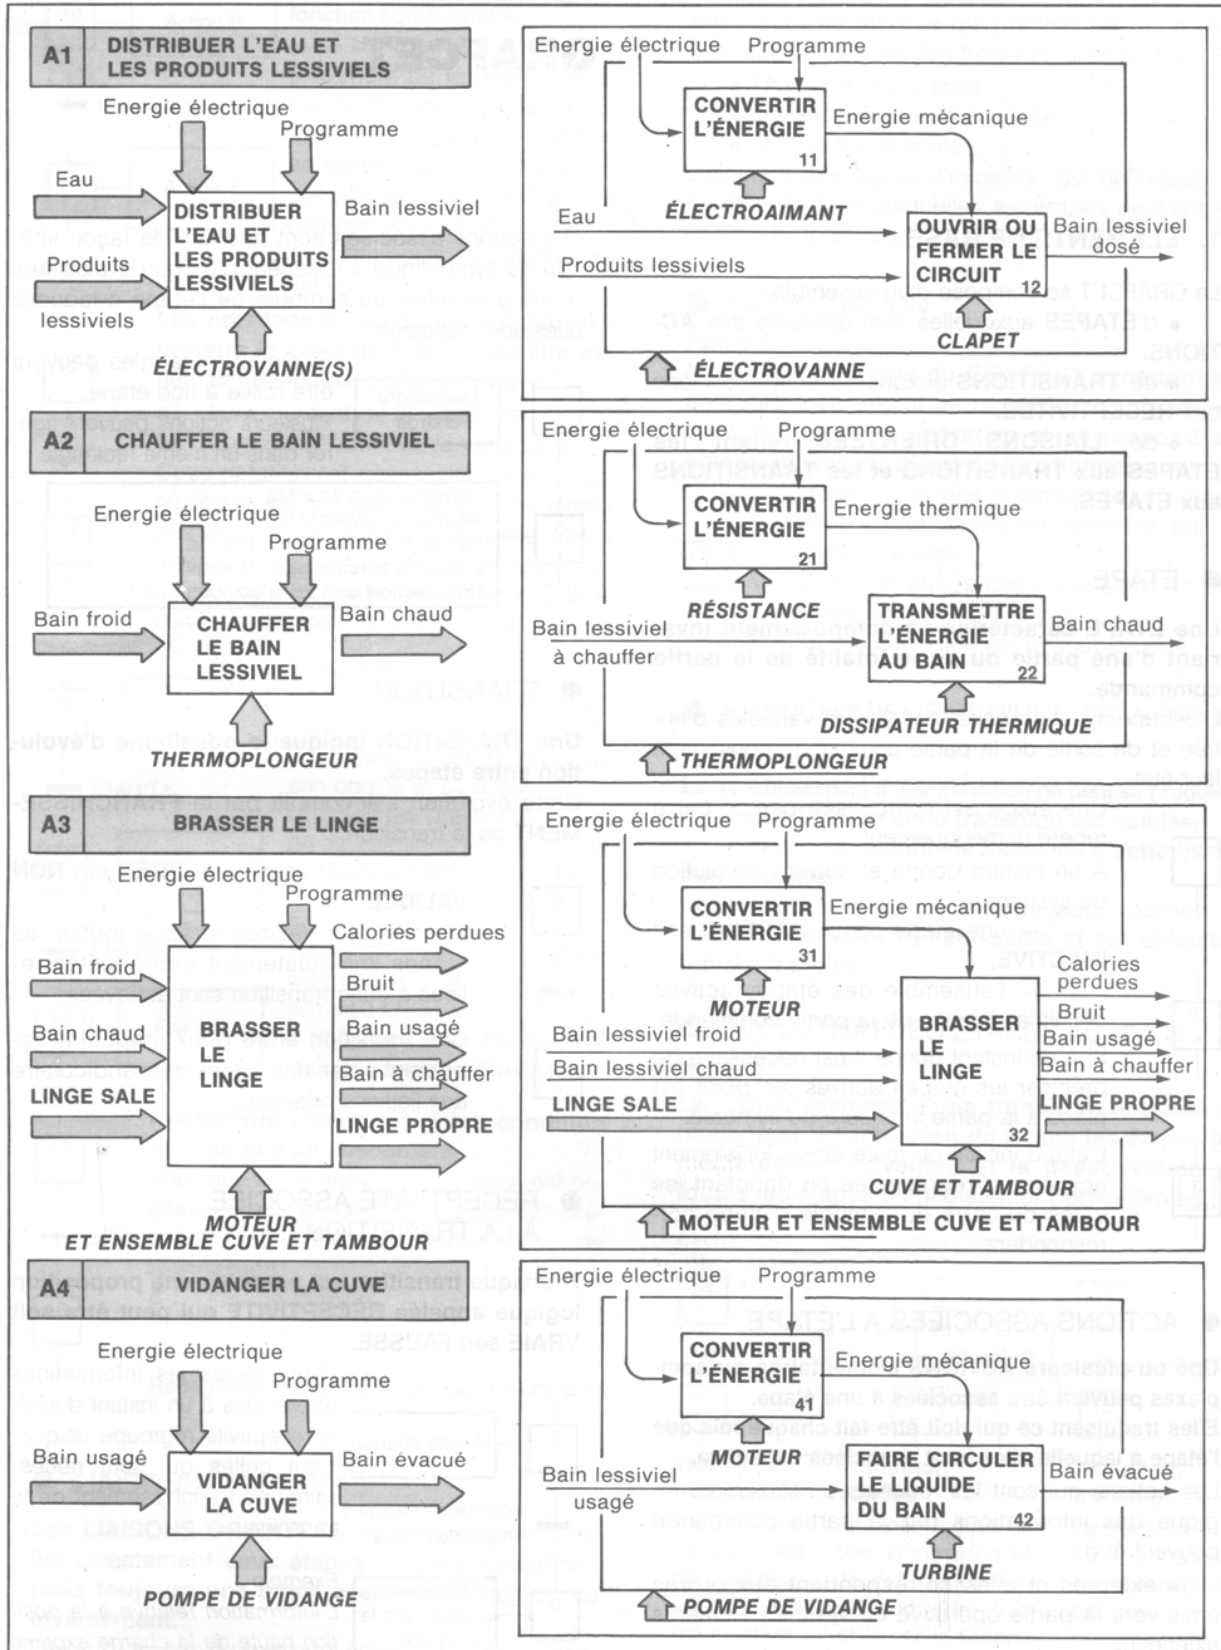 A1
DISTRIBUER L'EAU ET
LES PRODUITS LESSIVIELS
Energie électrique
Programme
Eau
Produits
lessiviels
DISTRIBUER
L'EAU ET
LES PRODUITS
LESSIVIELS
Bain lessiviel
ÉLECTROVANNE(S)
Energie électrique
Programme
CONVERTIR
L'ÉNERGIE
11
Energie mécanique
ÉLECTROAIMANT
Eau
Produits lessiviels
OUVRIR OU
FERMER LE
CIRCUIT
12
Bain lessiviel
dosé
CLAPET
ÉLECTROVANNE
A2
CHAUFFER LE BAIN LESSIVIEL
Energie électrique
Programme
Bain froid
CHAUFFER
LE BAIN
LESSIVIEL
Bain chaud
THERMOPLONGEUR
Energie électrique
Programme
CONVERTIR
L'ÉNERGIE
21
Energie thermique
RÉSISTANCE
Bain lessiviel
à chauffer
TRANSMETTRE
L'ÉNERGIE
AU BAIN
22
Bain chaud
DISSIPATEUR THERMIQUE
THERMOPLONGEUR
A3
BRASSER LE LINGE
Energie électrique
Programme
Bain froid
Bain chaud
LINGE SALE
BRASSER
LE
LINGE
Calories perdues
Bruit
Bain usagé
Bain à chauffer
LINGE PROPRE
MOTEUR
ET ENSEMBLE CUVE ET TAMBOUR
Energie électrique
Programme
CONVERTIR
L'ÉNERGIE
31
Energie mécanique
MOTEUR
Bain lessiviel froid
Bain lessiviel chaud
LINGE SALE
BRASSER
LE
LINGE
32
Calories
perdues
Bruit
Bain usagé
Bain à chauffer
LINGE PROPRE
CUVE ET TAMBOUR
MOTEUR ET ENSEMBLE CUVE ET TAMBOUR
A4
VIDANGER LA CUVE
Energie électrique
Programme
Bain usagé
VIDANGER
LA CUVE
Bain évacué
POMPE DE VIDANGE
Energie électrique
Programme
CONVERTIR
L'ÉNERGIE
41
Energie mécanique
MOTEUR
Bain lessiviel
usagé
FAIRE CIRCULER
LE LIQUIDE
DU BAIN
42
Bain évacué
TURBINE
POMPE DE VIDANGE